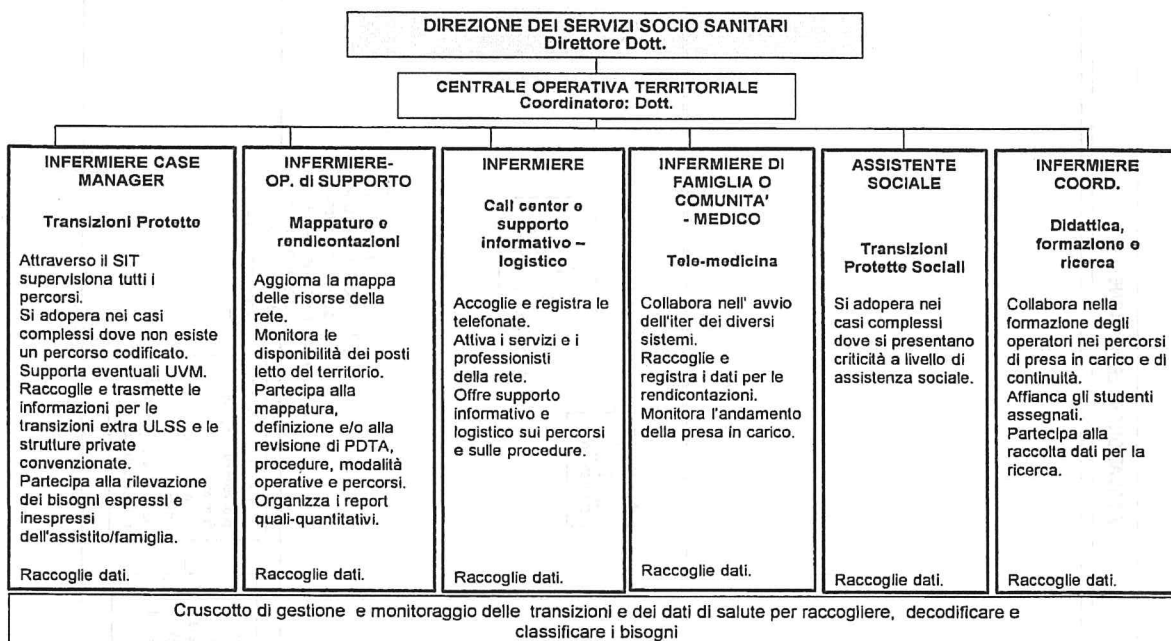 DIREZIONE DEI SERVIZI SOCIO SANITARI
Direttore Dott.
CENTRALE OPERATIVA TERRITORIALE
Coordinatore: Dott.
INFERMIERE CASE
MANAGER
Transizioni Protette
Attraverso il SIT
supervisiona tutti i
percorsi.
Si adopera nei casi
complessi dove non esiste
un percorso codificato.
Supporta eventuali UVM.
Raccoglie e trasmette le
informazioni per le
transizioni extra ULSS e le
strutture private
convenzionate.
Partecipa alla rilevazione
dei bisogni espressi e
inespressi
dell'assistito/famiglia.
Raccoglie dati.
INFERMIERE-
OP. di SUPPORTO
Mappature e
rendicontazioni
Aggiorna la mappa
delle risorse della
rete.
Monitora le
disponibilità dei posti
letto del territorio.
Partecipa alla
mappatura,
definizione e/o alla
revisione di PDTA,
procedure, modalità
operative e percorsi.
Organizza i report
quali-quantitativi.
Raccoglie dati.
INFERMIERE
Call center e
supporto
informativo –
logistico
Accoglie e registra le
telefonate.
Attiva i servizi e i
professionisti
della rete.
Offre supporto
informativo e
logistico sui percorsi
e sulle procedure.
Raccoglie dati.
INFERMIERE DI
FAMIGLIA O
COMUNITA'
- MEDICO
Tele-medicina
Collabora nell' avvio
dell'iter dei diversi
sistemi.
Raccoglie e
registra i dati per le
rendicontazioni.
Monitora l'andamento
della presa in carico.
Raccoglie dati.
ASSISTENTE
SOCIALE
Transizioni
Protette Sociali
Si adopera nei
casi complessi
dove si presentano
criticità a livello di
assistenza sociale.
Raccoglie dati.
INFERMIERE
COORD.
Didattica,
formazione e
ricerca
Collabora nella
formazione degli
operatori nei percorsi
di presa in carico e di
continuità.
Affianca gli studenti
assegnati.
Partecipa alla
raccolta dati per la
ricerca.
Raccoglie dati.
Cruscotto di gestione e monitoraggio delle transizioni e dei dati di salute per raccogliere, decodificare e
classificare i bisogni